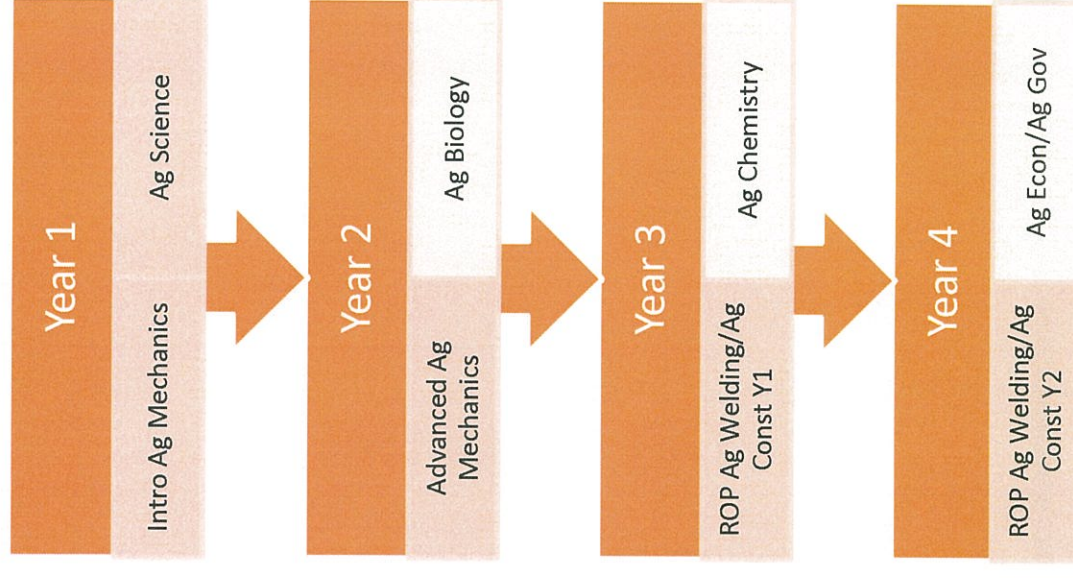 Year 1
Intro Ag Mechanics
Ag Science
Year 2
Advanced Ag
Mechanics
Ag Biology
Year 3
ROP Ag Welding/Ag
Const Y1
Ag Chemistry
Year 4
ROP Ag Welding/Ag
Const Y2
Ag Econ/Ag Gov